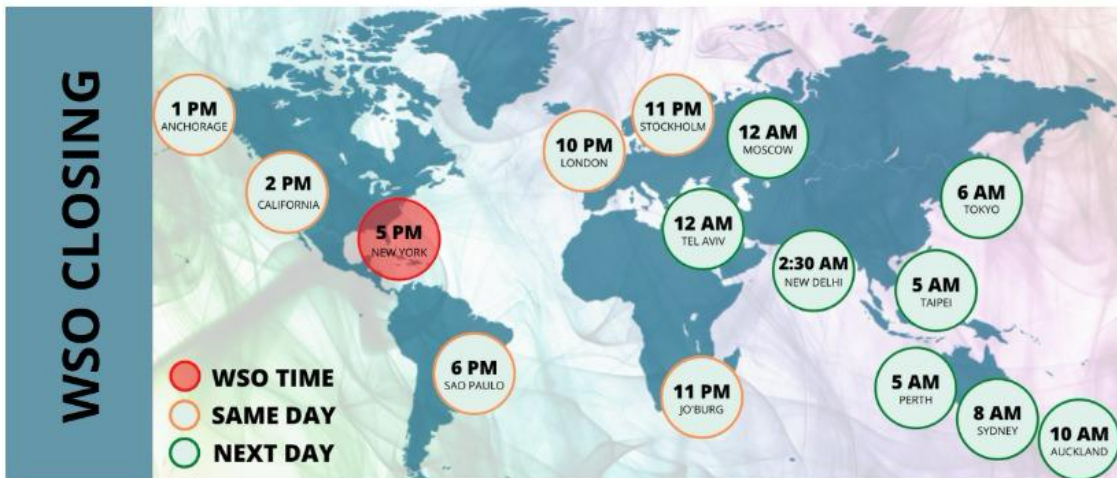 WSO CLOSING
1 PM
ANCHORAGE
2 PM
CALIFORNIA
5 PM
NEW YORK
6 PM
SAO PAULO
10 PM
LONDON
11 PM
STOCKHOLM
12 AM
MOSCOW
12 AM
TEL AVIV
2:30 AM
NEW DELHI
6 AM
TOKYO
5 AM
TAIPEI
11 PM
JO'BURG
5 AM
PERTH
8 AM
SYDNEY
10 AM
AUCKLAND
WSO TIME
SAME DAY
NEXT DAY